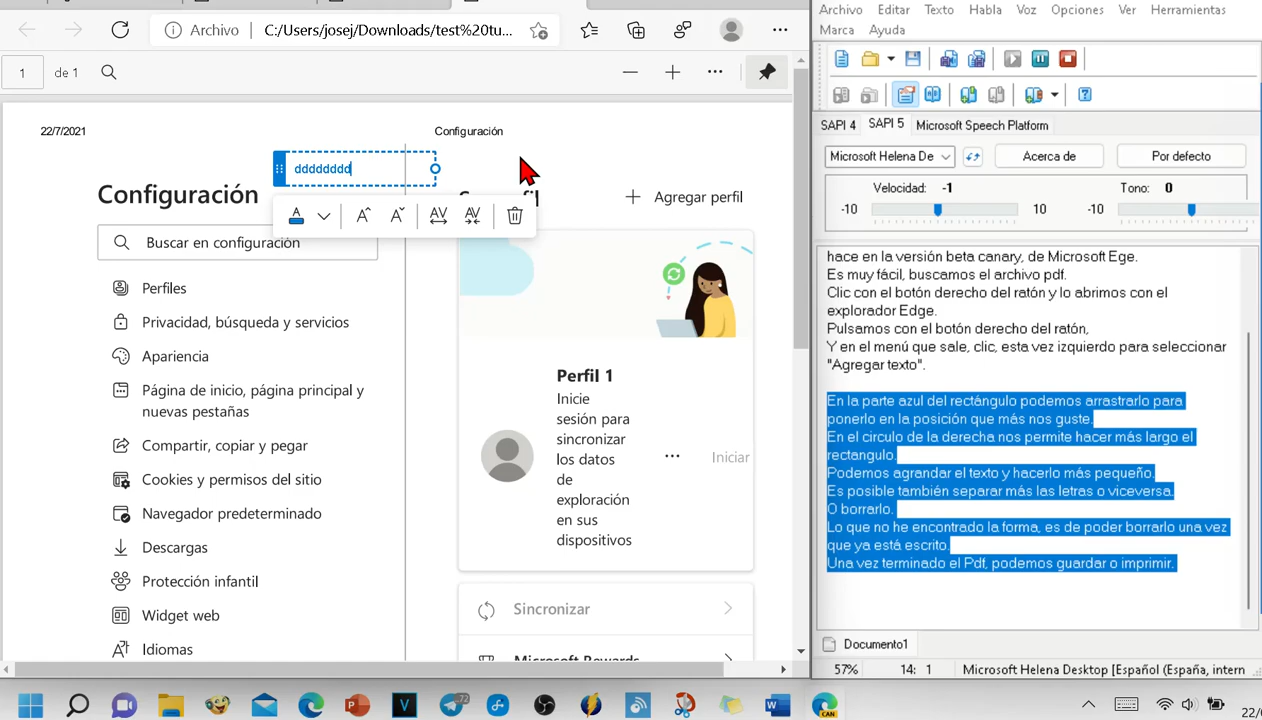 Archivo
C:/Users/josej/Downloads/test%20tu...
1
de 1
22/7/2021
Configuración
ddddddddd
Configuración
Agregar perfil
Buscar en configuración
Perfiles
Privacidad, búsqueda y servicios
Apariencia
Página de inicio, página principal y
nuevas pestañas
Compartir, copiar y pegar
Cookies y permisos del sitio
Navegador predeterminado
Descargas
Protección infantil
Widget web
Idiomas
Perfil 1
Inicie
sesión para
sincronizar
los datos
de
exploración
en sus
dispositivos
Iniciar
Sincronizar
Microsoft Rewards
Archivo Editar Texto Habla Voz Opciones Ver Herramientas
Marca Ayuda
SAPI 4 SAPI 5 Microsoft Speech Platform
Microsoft Helena De
Acerca de
Por defecto
Velocidad: -1
Tono: 0
-10
10
-10
hace en la versión beta canary, de Microsoft Ege.
Es muy fácil, buscamos el archivo pdf.
Clic con el botón derecho del ratón y lo abrimos con el
explorador Edge.
Pulsamos con el botón derecho del ratón,
Y en el menú que sale, clic, esta vez izquierdo para seleccionar
"Agregar texto".
En la parte azul del rectángulo podemos arrastrarlo para
ponerlo en la posición que más nos guste.
En el circulo de la derecha nos permite hacer más largo el
rectangulo.
Podemos agrandar el texto y hacerlo más pequeño.
Es posible también separar más las letras o viceversa.
O borrarlo.
Lo que no he encontrado la forma, es de poder borrarlo una vez
que ya está escrito.
Una vez terminado el Pdf, podemos guardar o imprimir.
Documento1
57%
14: 1
Microsoft Helena Desktop [Español (España, intern
72
CAN